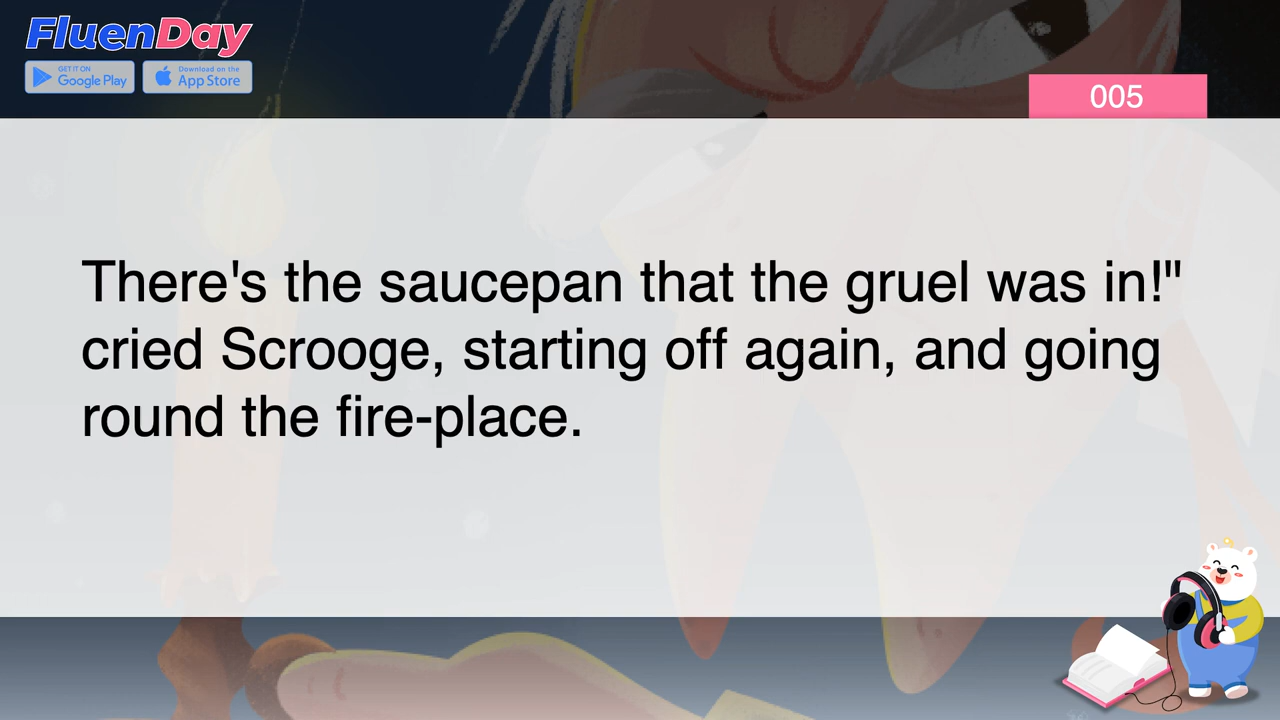 FluenDay
GET IT ON
Google Play
Download on the
App Store
005
There's the saucepan that the gruel was in!"
cried Scrooge, starting off again, and going
round the fire-place.